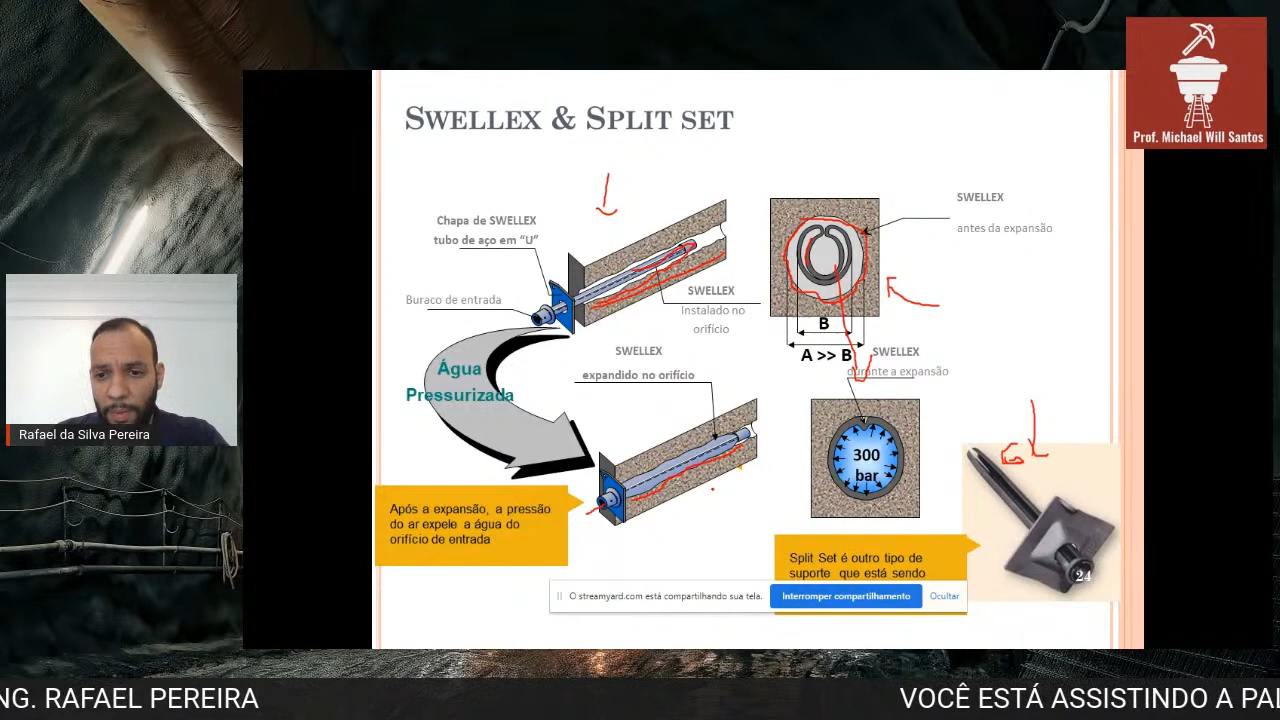 Prof. Michael Will Santos
SWELLEX & SPLIT SET
Chapa de SWELLEX
tubo de aço em “U”
Buraco de entrada
SWELLEX
Instalado no
orifício
SWELLEX
antes da expansão
B
A >> B
SWELLEX
durante a expansão
SWELLEX
expandido no orifício
Água
Pressurizada
300
bar
Após a expansão, a pressão
do ar expele a água do
orifício de entrada
Split Set é outro tipo de
suporte que está sendo
24
O streamyard.com está compartilhando sua tela.
Interromper compartilhamento
Ocultar
Rafael da Silva Pereira
NG. RAFAEL PEREIRA
VOCÊ ESTÁ ASSISTINDO A PAL